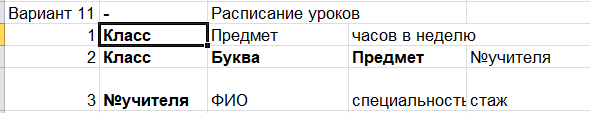 Вариант 11 - Расписание уроков
1 Класс Предмет часов в неделю
2 Класс Буква Предмет №учителя
3 №учителя ФИО специальность стаж